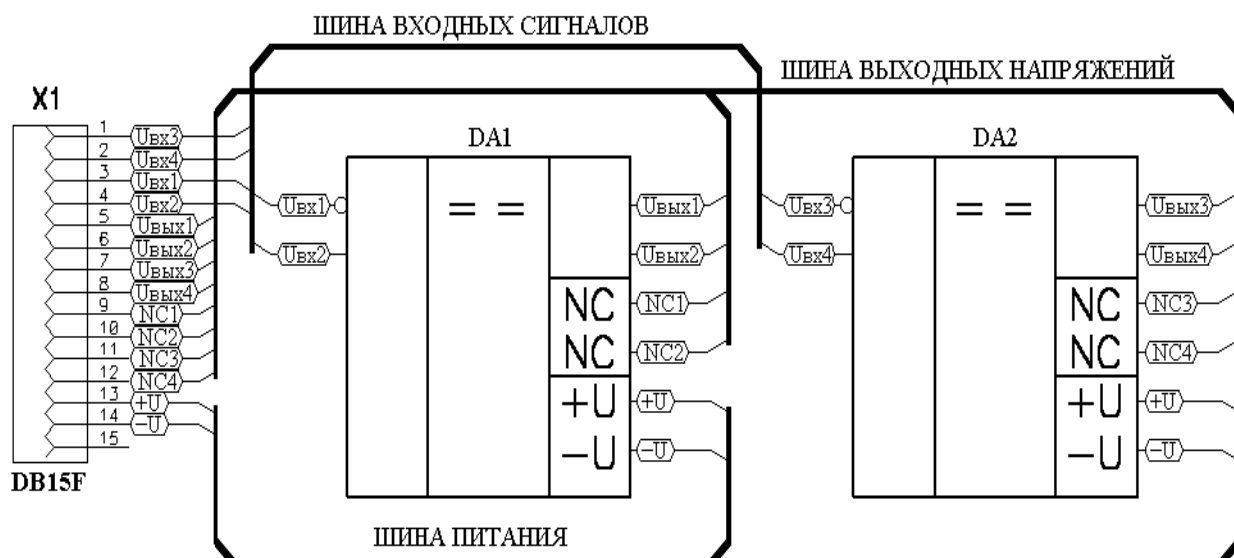 ШИНА ВХОДНЫХ СИГНАЛОВ
ШИНА ВЫХОДНЫХ НАПРЯЖЕНИЙ
X1
DA1
DA2
1 Uвх3
2 Uвх4
3 Uвх1
4 Uвх2
5 Uвых1
6 Uвых2
7 Uвых3
8 Uвых4
9 NC1
10 NC2
11 NC3
12 NC4
13 +U
14 -U
15
DB15F
Uвх1
Uвх2
= =
NC
NC
+U
-U
Uвых1
Uвых2
NC1
NC2
+U
-U
Uвх3
Uвх4
= =
NC
NC
+U
-U
Uвых3
Uвых4
NC3
NC4
+U
-U
ШИНА ПИТАНИЯ